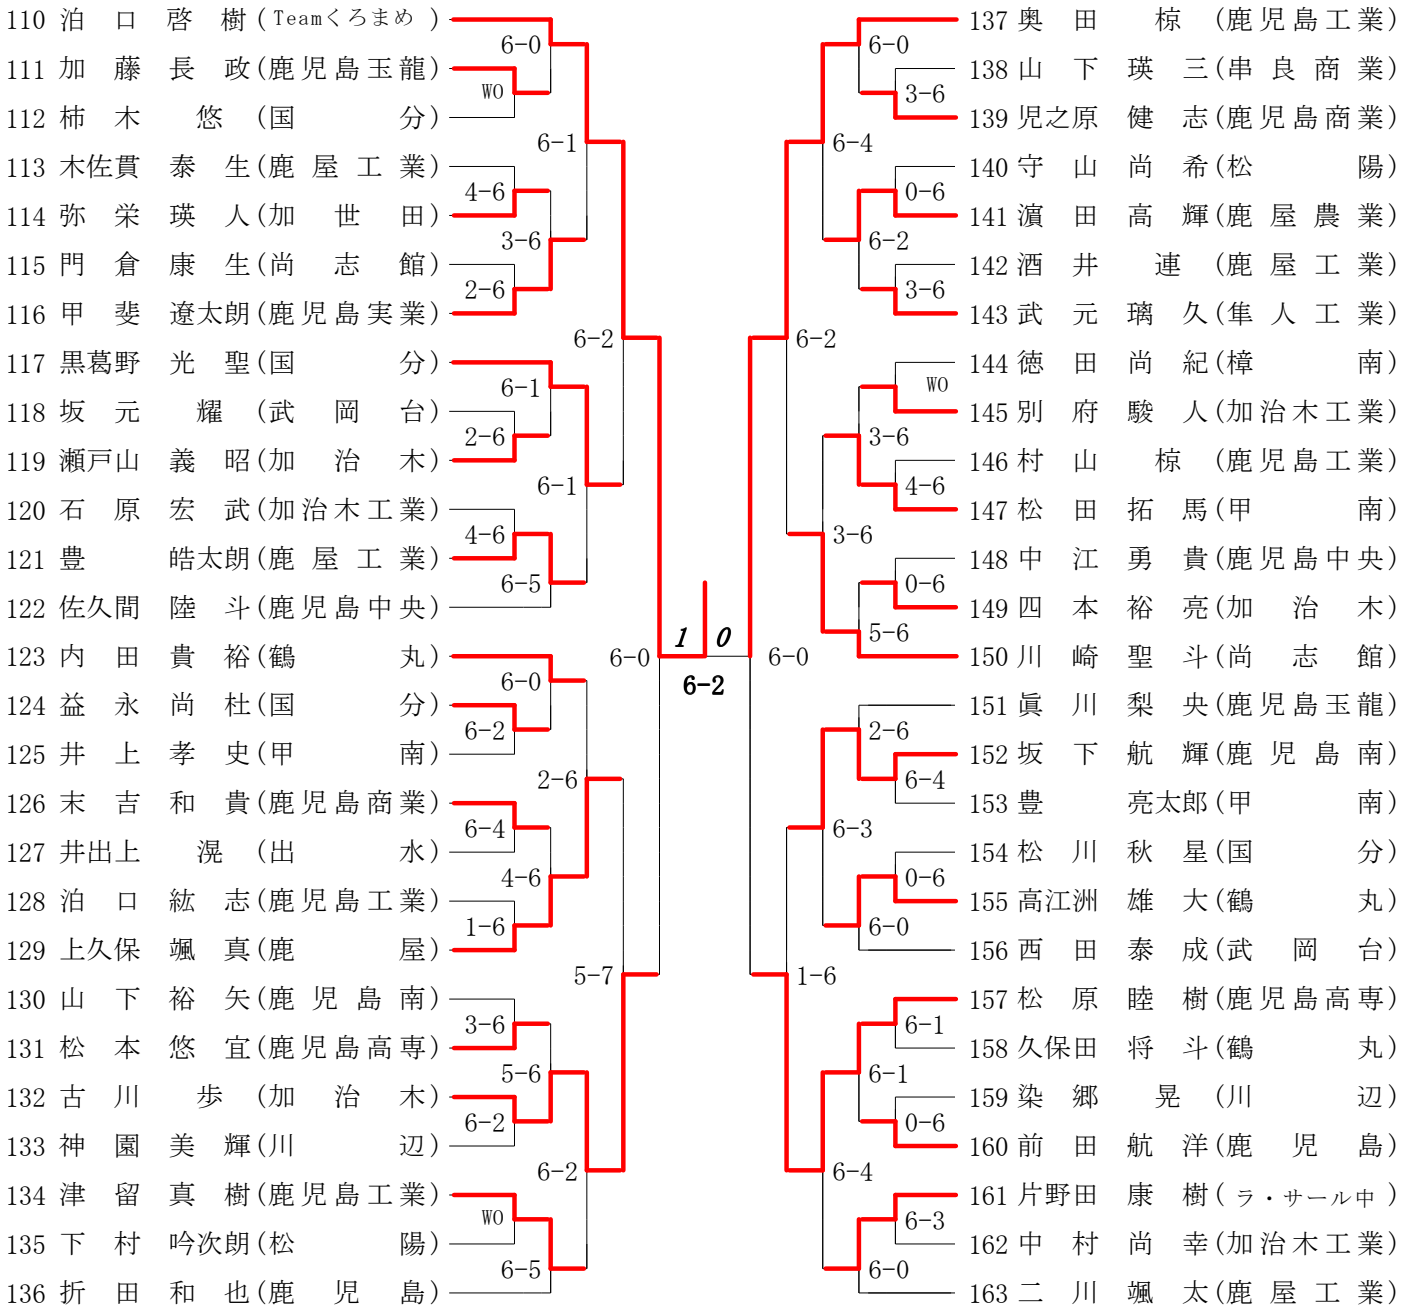 110 泊口啓樹(Teamくろまめ)
111 加藤長政(鹿児島玉龍)
112 柿木悠(国分)
113 木佐貫泰生(鹿屋工業)
114 弥栄瑛人(加世田)
115 門倉康生(尚志館)
116 甲斐遼太朗(鹿児島実業)
117 黒葛野光聖(国分)
118 坂元耀(武岡台)
119 瀬戸山義昭(加治木)
120 石原宏武(加治木工業)
121 豊皓太朗(鹿屋工業)
122 佐久間陸斗(鹿児島中央)
123 内田貴裕(鶴丸)
124 益永尚杜(国分)
125 井上孝史(甲南)
126 末吉和貴(鹿児島商業)
127 井出上滉(出水)
128 泊口紘志(鹿児島工業)
129 上久保颯真(鹿屋)
130 山下裕矢(鹿児島南)
131 松本悠宜(鹿児島高専)
132 古川歩(加治木)
133 神園美輝(川辺)
134 津留真樹(鹿児島工業)
135 下村吟次朗(松陽)
136 折田和也(鹿児島)
6-0
WO
6-1
4-6
3-6
2-6
6-2
6-1
2-6
6-1
4-6
6-5
6-0
6-0
6-2
2-6
6-4
4-6
1-6
5-7
3-6
5-6
6-2
6-2
WO
6-5
1 0
6-2
6-0
6-0
3-6
6-4
0-6
6-2
3-6
6-2
WO
3-6
4-6
3-6
0-6
5-6
2-6
6-4
6-3
0-6
6-0
1-6
6-1
6-1
0-6
6-4
6-3
6-0
137 奥田椋(鹿児島工業)
138 山下瑛三(串良商業)
139 児之原健志(鹿児島商業)
140 守山尚希(松陽)
141 濵田高輝(鹿屋農業)
142 酒井連(鹿屋工業)
143 武元璃久(隼人工業)
144 徳田尚紀(樟南)
145 別府駿人(加治木工業)
146 村山椋(鹿児島工業)
147 松田拓馬(甲南)
148 中江勇貴(鹿児島中央)
149 四本裕亮(加治木)
150 川崎聖斗(尚志館)
151 眞川梨央(鹿児島玉龍)
152 坂下航輝(鹿児島南)
153 豊亮太郎(甲南)
154 松川秋星(国分)
155 高江洲雄大(鶴丸)
156 西田泰成(武岡台)
157 松原睦樹(鹿児島高専)
158 久保田将斗(鶴丸)
159 染郷晃(川辺)
160 前田航洋(鹿児島)
161 片野田康樹(ラ・サール中)
162 中村尚幸(加治木工業)
163 二川颯太(鹿屋工業)